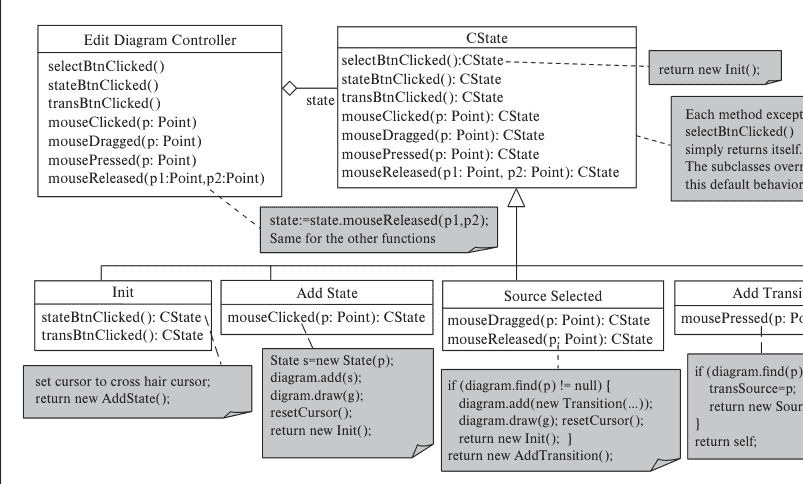 Edit Diagram Controller
selectBtnClicked()
stateBtnClicked()
transBtnClicked()
mouseClicked(p: Point)
mouseDragged(p: Point)
mousePressed(p: Point)
mouseReleased(p1:Point,p2:Point)
state
CState
selectBtnClicked():CState
stateBtnClicked(): CState
transBtnClicked(): CState
mouseClicked(p: Point): CState
mouseDragged(p: Point): CState
mousePressed(p: Point): CState
mouseReleased(p1: Point, p2: Point): CState
return new Init();
Each method except
selectBtnClicked()
simply returns itself.
The subclasses
this default
state:=state.mouseReleased(p1,p2);
Same for the other functions
Init
stateBtnClicked(): CState
transBtnClicked(): CState
set cursor to cross hair cursor;
return new AddState();
Add State
mouseClicked(p: Point): CState
State s=new State(p);
diagram.add(s);
digram.draw(g);
resetCursor();
return new Init();
Source Selected
mouseDragged(p: Point): CState
mouseReleased(p: Point): CState
if (diagram.find(p) != null) {
diagram.add(new Transition(...));
diagram.draw(g); resetCursor();
return new Init(); }
return new AddTransition();
Add
mousePressed(p:
if (diagram.find(p)
transSource=p;
return new
}
return self;